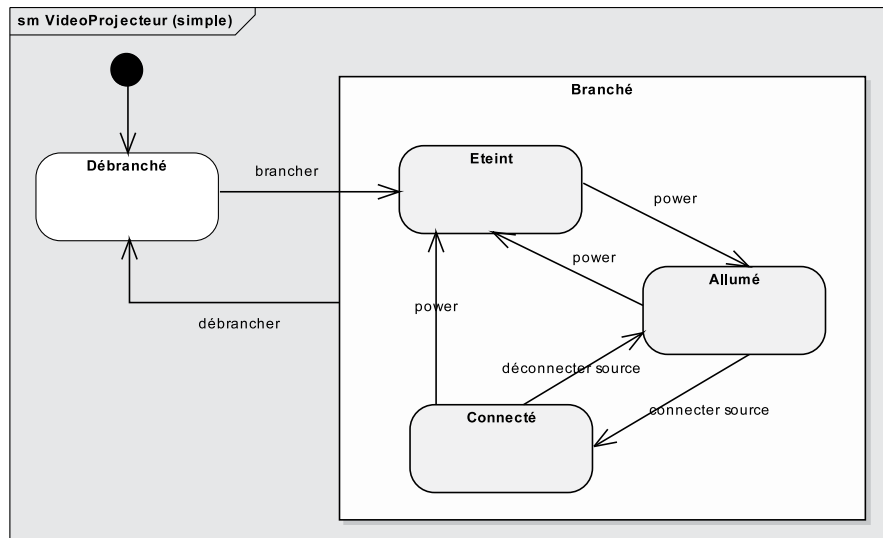 sm VideoProjecteur (simple)
Branché
Débranché
Eteint
brancher
power
power
Allumé
power
débrancher
déconnecter source
connecter source
Connecté